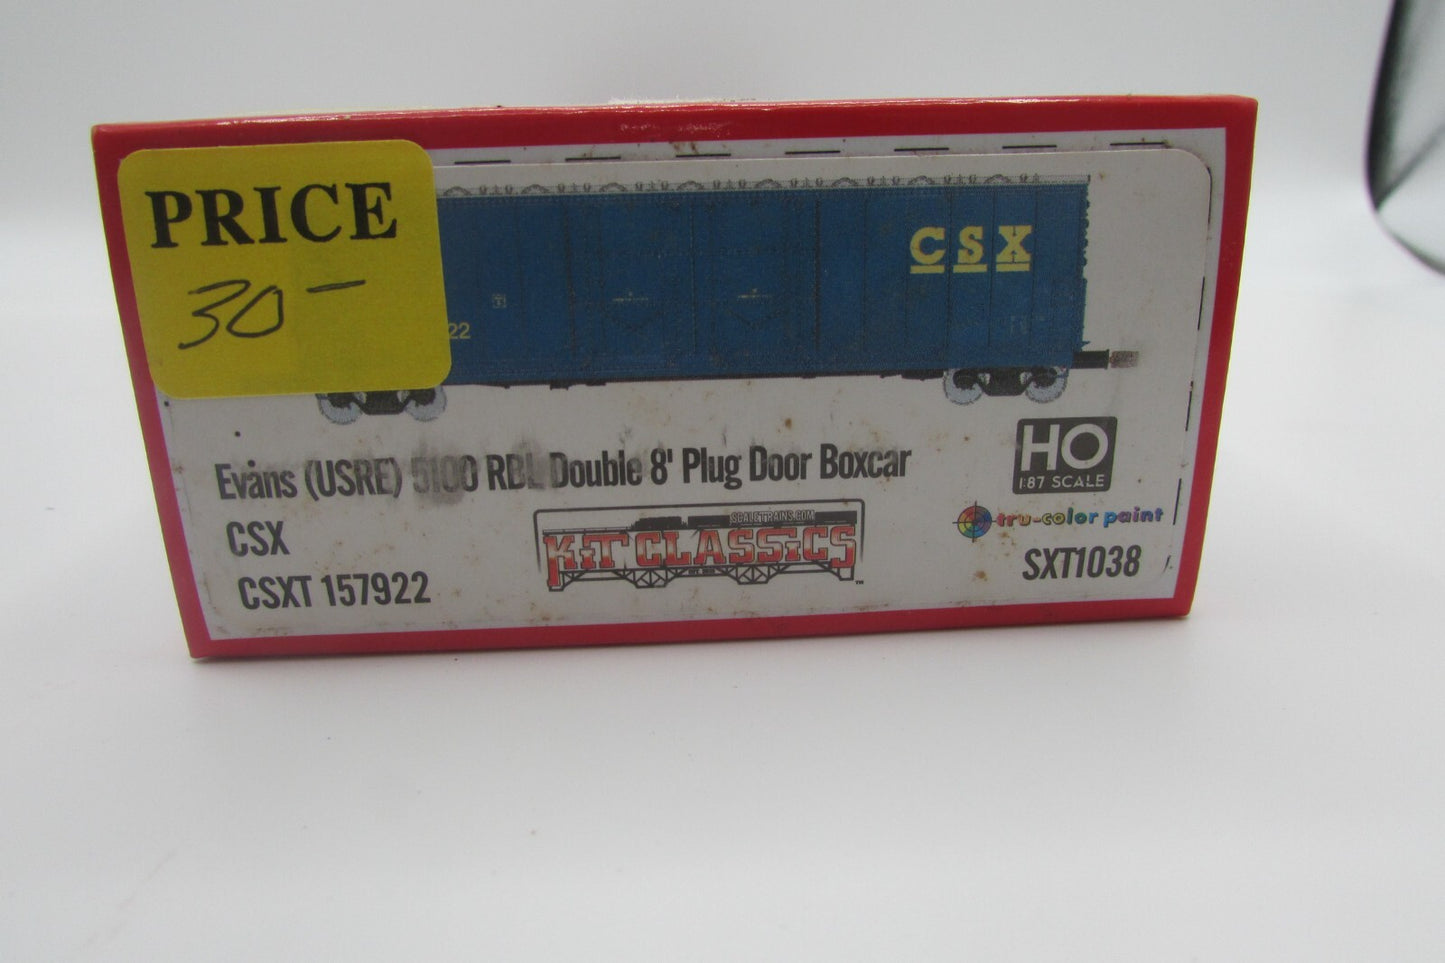 PRICE
30-
CSX
22
Evans (USRE) 5100 RBL Double 8' Plug Door Boxcar
HO
1:87 SCALE
CSX
SCALETRAINS.COM
KIT CLASSICS
™
tru-color paint
CSXT 157922
SXT1038